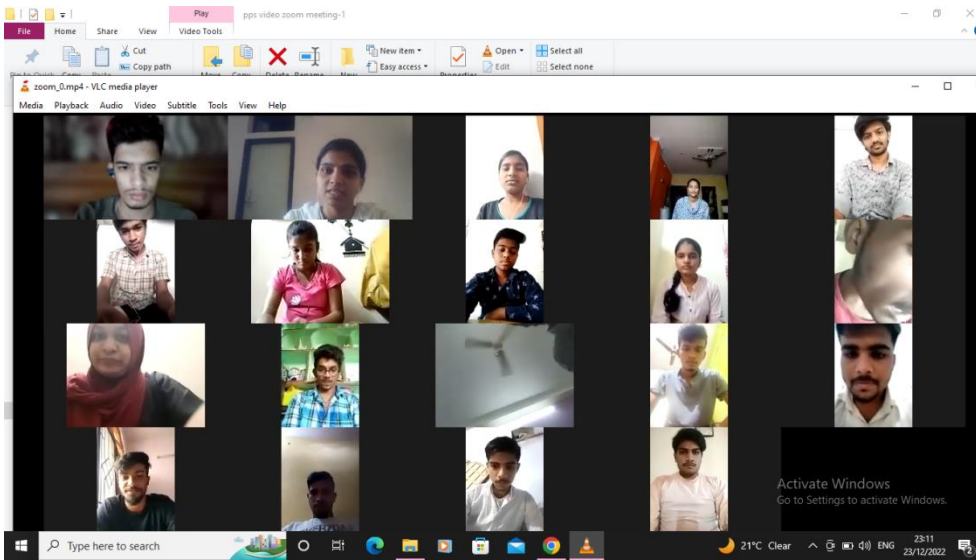 Play
pps video zoom meeting-1
File
Home
Share
View
Video Tools
Cut
Copy path
New item
Easy access
Open
Edit
Select all
Select none
zoom_0.mp4 - VLC media player
Media Playback Audio Video Subtitle Tools View Help
Activate Windows
Go to Settings to activate Windows.
Type here to search
21°C Clear
ENG
23:11
23/12/2022
2